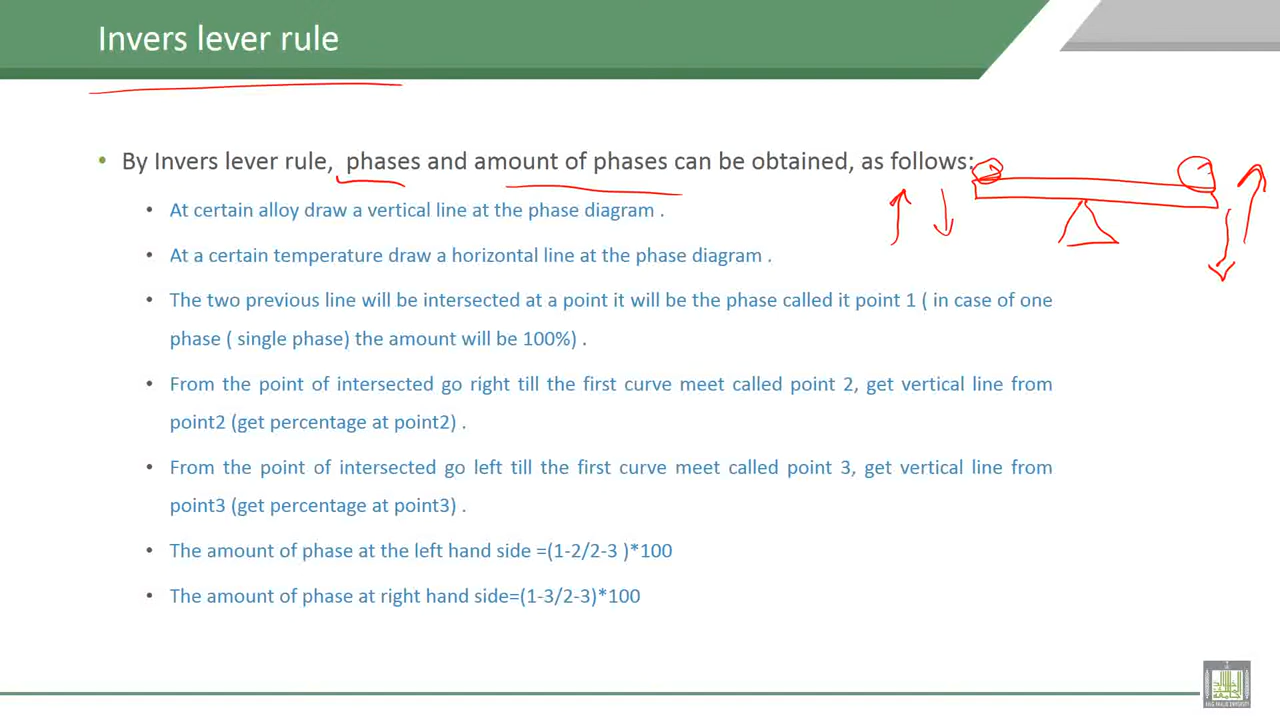 Invers lever rule
• By Invers lever rule, phases and amount of phases can be obtained, as follows:
• At certain alloy draw a vertical line at the phase diagram .
• At a certain temperature draw a horizontal line at the phase diagram .
• The two previous line will be intersected at a point it will be the phase called it point 1 ( in case of one
phase ( single phase) the amount will be 100%) .
• From the point of intersected go right till the first curve meet called point 2, get vertical line from
point2 (get percentage at point2) .
• From the point of intersected go left till the first curve meet called point 3, get vertical line from
point3 (get percentage at point3) .
• The amount of phase at the left hand side =(1-2/2-3 )*100
• The amount of phase at right hand side=(1-3/2-3)*100